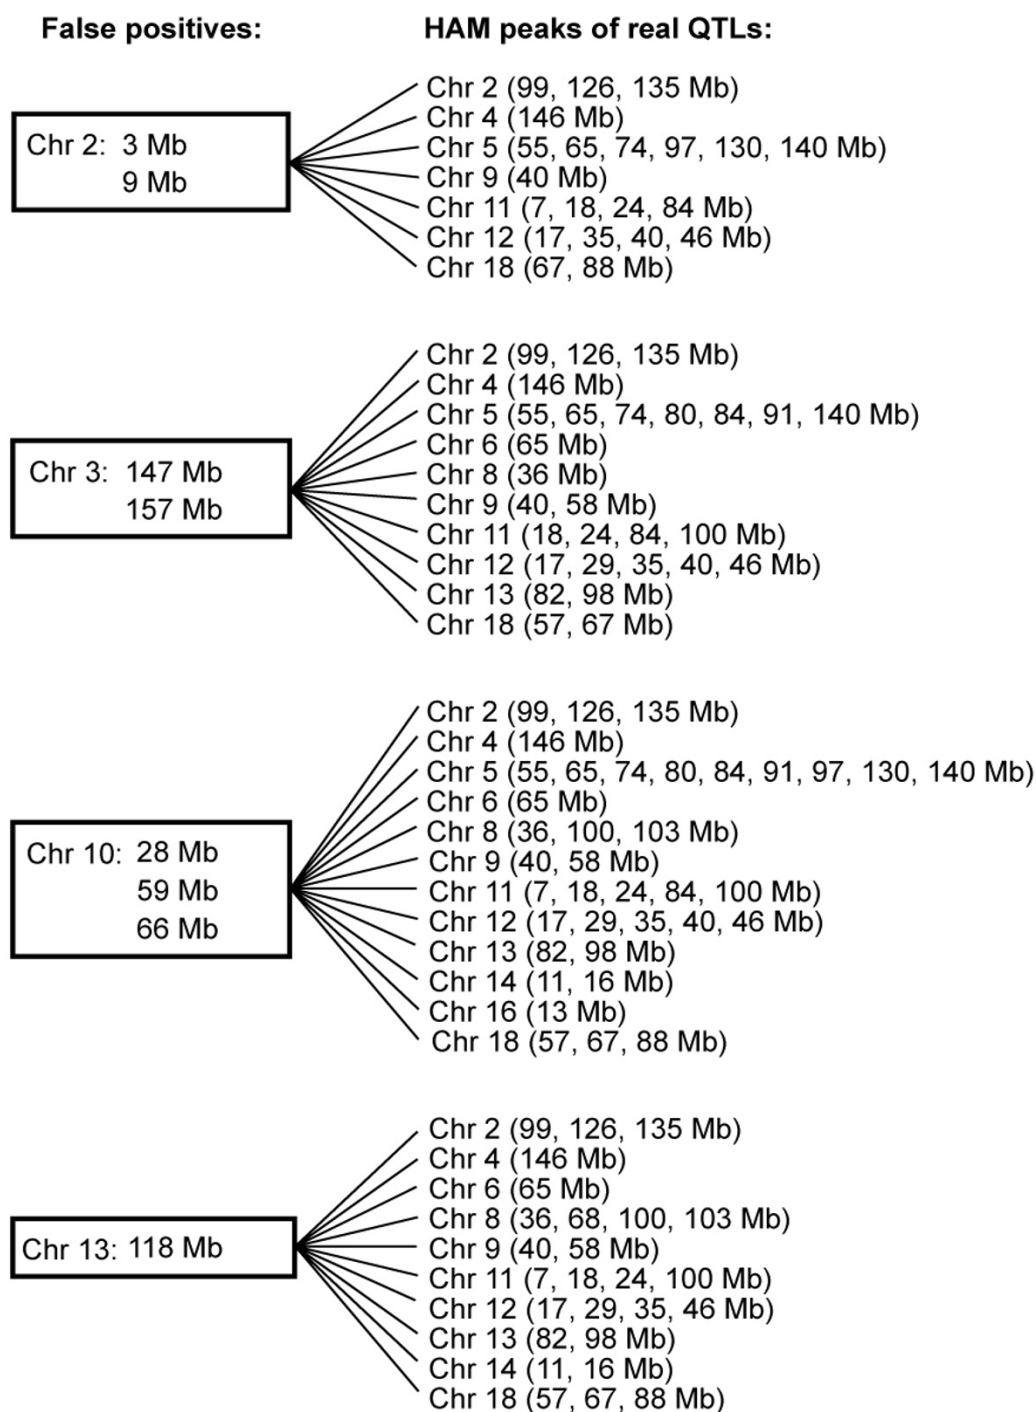 False positives: HAM peaks of real QTLs:
Chr 2: 3 Mb
9 Mb
Chr 2 (99, 126, 135 Mb)
Chr 4 (146 Mb)
Chr 5 (55, 65, 74, 97, 130, 140 Mb)
Chr 9 (40 Mb)
Chr 11 (7, 18, 24, 84 Mb)
Chr 12 (17, 35, 40, 46 Mb)
Chr 18 (67, 88 Mb)
Chr 3: 147 Mb
157 Mb
Chr 2 (99, 126, 135 Mb)
Chr 4 (146 Mb)
Chr 5 (55, 65, 74, 80, 84, 91, 140 Mb)
Chr 6 (65 Mb)
Chr 8 (36 Mb)
Chr 9 (40, 58 Mb)
Chr 11 (18, 24, 84, 100 Mb)
Chr 12 (17, 29, 35, 40, 46 Mb)
Chr 13 (82, 98 Mb)
Chr 18 (57, 67 Mb)
Chr 10: 28 Mb
59 Mb
66 Mb
Chr 2 (99, 126, 135 Mb)
Chr 4 (146 Mb)
Chr 5 (55, 65, 74, 80, 84, 91, 97, 130, 140 Mb)
Chr 6 (65 Mb)
Chr 8 (36, 100, 103 Mb)
Chr 9 (40, 58 Mb)
Chr 11 (7, 18, 24, 84, 100 Mb)
Chr 12 (17, 29, 35, 40, 46 Mb)
Chr 13 (82, 98 Mb)
Chr 14 (11, 16 Mb)
Chr 16 (13 Mb)
Chr 18 (57, 67, 88 Mb)
Chr 13: 118 Mb
Chr 2 (99, 126, 135 Mb)
Chr 4 (146 Mb)
Chr 6 (65 Mb)
Chr 8 (36, 68, 100, 103 Mb)
Chr 9 (40, 58 Mb)
Chr 11 (7, 18, 24, 100 Mb)
Chr 12 (17, 29, 35, 46 Mb)
Chr 13 (82, 98 Mb)
Chr 14 (11, 16 Mb)
Chr 18 (57, 67, 88 Mb)